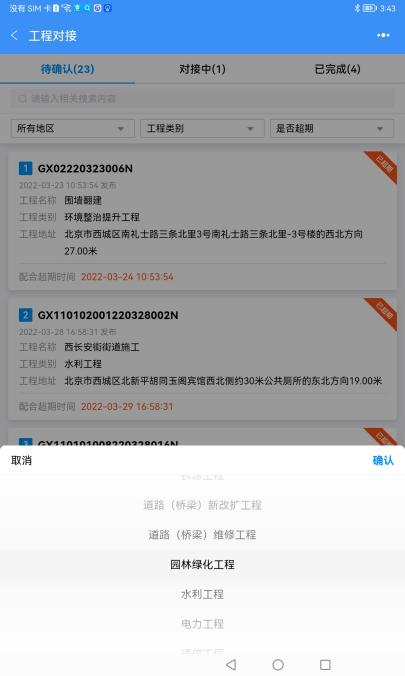 没有 SIM 卡
3:43
工程对接
待确认(23)
对接中(1)
已完成(4)
请输入相关搜索内容
所有地区
工程类别
是否超期
1 GX02220323006N
已超期
2022-03-23 10:53:54 发布
工程名称 围墙翻建
工程类别 环境整治提升工程
工程地址 北京市西城区南礼士路三条北里3号南礼士路三条北里-3号楼的西北方向
27.00米
配合超期时间 2022-03-24 10:53:54
2 GX110102001220328002N
已超期
2022-03-28 16:58:31 发布
工程名称 西长安街街道施工
工程类别 水利工程
工程地址 北京市西城区北新平胡同玉阁宾馆西北侧约30米公共厕所的东北方向19.00米
配合超期时间 2022-03-29 16:58:31
3 GX110101008220328016N
已超期
取消
确认
拆除工程
道路（桥梁）新改扩工程
道路（桥梁）维修工程
园林绿化工程
水利工程
电力工程
通信工程